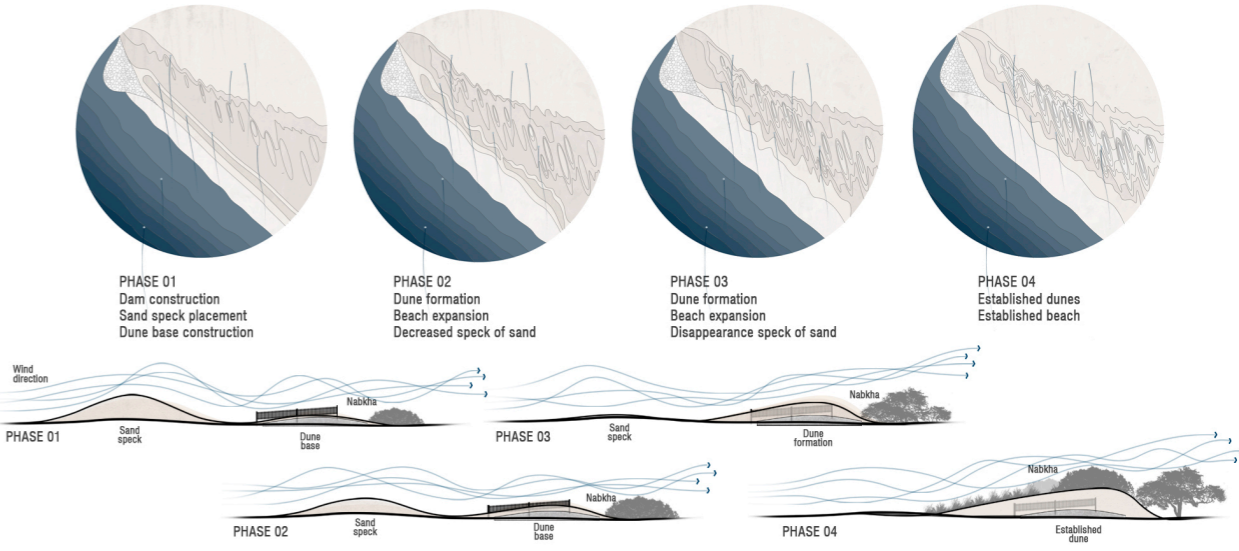 PHASE 01
Dam construction
Sand speck placement
Dune base construction
PHASE 02
Dune formation
Beach expansion
Decreased speck of sand
PHASE 03
Dune formation
Beach expansion
Disappearance speck of sand
PHASE 04
Established dunes
Established beach
Wind
direction
Nabkha
PHASE 01
Sand
speck
Dune
base
Nabkha
PHASE 03
Sand
speck
Dune
formation
Nabkha
PHASE 02
Sand
speck
Dune
base
Nabkha
PHASE 04
Established
dune